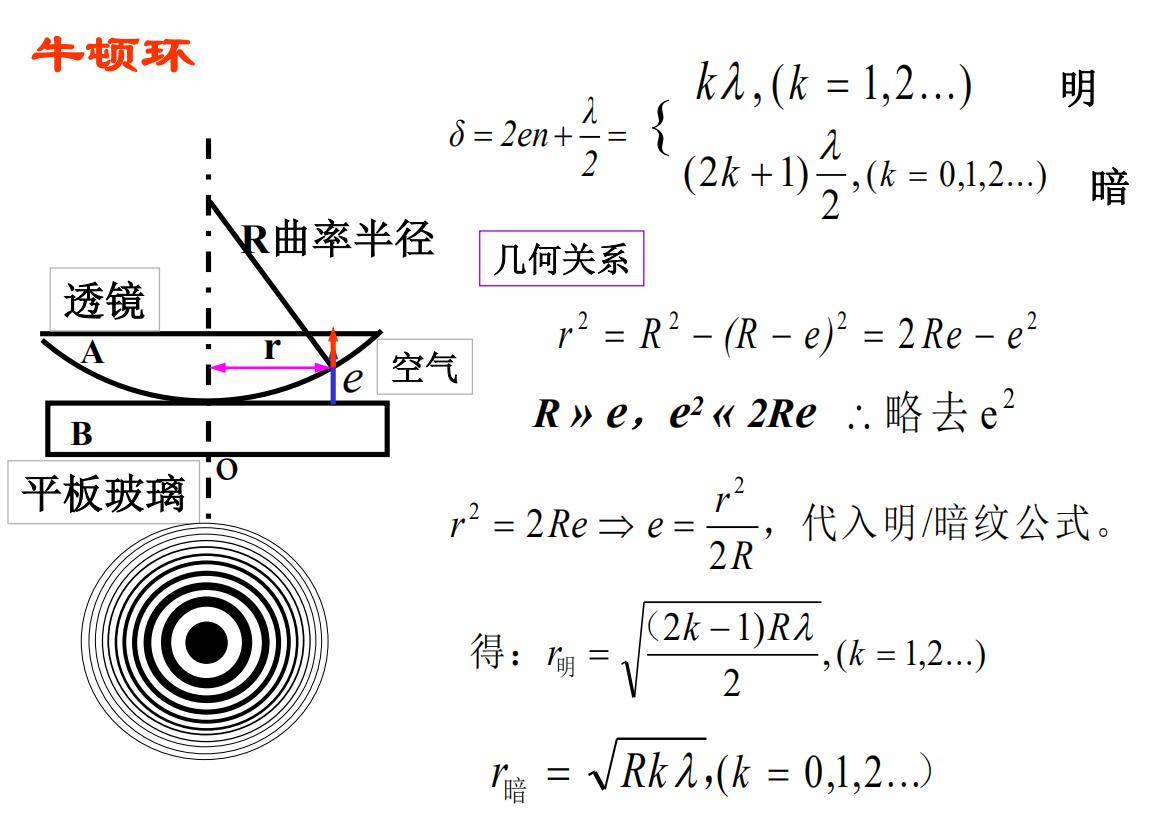 牛顿环
δ = 2en + λ/2 = {
kλ, (k = 1,2…) 明
(2k + 1) λ/2, (k = 0,1,2…) 暗
R曲率半径
透镜
A
r
e
空气
B
O
平板玻璃
几何关系
r² = R² − (R − e)² = 2Re − e²
R » e，e² « 2Re ∴ 略去 e²
r² = 2Re ⇒ e = r²/2R ，代入明/暗纹公式。
得：r明 = √(（2k − 1)Rλ/2), (k = 1,2…)
r暗 = √Rkλ, (k = 0,1,2…）